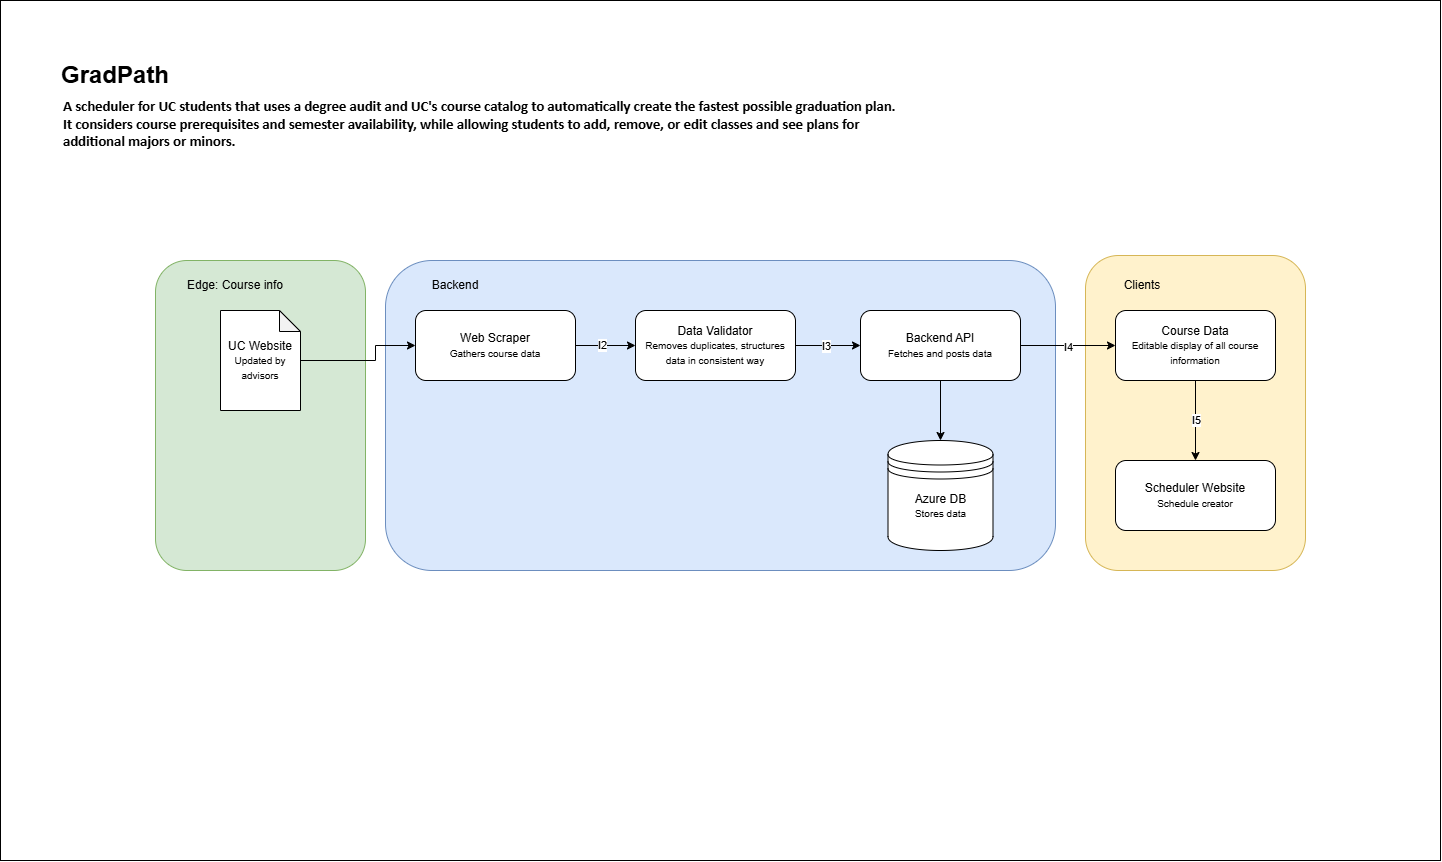 GradPath
A scheduler for UC students that uses a degree audit and UC's course catalog to automatically create the fastest possible graduation plan.
It considers course prerequisites and semester availability, while allowing students to add, remove, or edit classes and see plans for
additional majors or minors.
Edge: Course info
UC Website
Updated by
advisors
Backend
Web Scraper
Gathers course data
I2
Data Validator
Removes duplicates, structures
data in consistent way
I3
Backend API
Fetches and posts data
Azure DB
Stores data
I4
Clients
Course Data
Editable display of all course
information
I5
Scheduler Website
Schedule creator